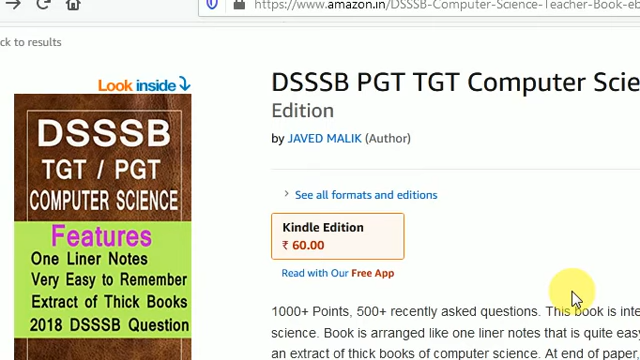 https://www.amazon.in/DSSSB-Computer-Science-Teacher-Book-eb
ck to results
Look inside
DSSSB PGT TGT Computer Scie
Edition
by JAVED MALIK (Author)
DSSSB
TGT / PGT
COMPUTER SCIENCE
Features
One Liner Notes
Very Easy to Remember
Extract of Thick Books
2018 DSSSB Question
See all formats and editions
Kindle Edition
₹ 60.00
Read with Our Free App
1000+ Points, 500+ recently asked questions. This book is inte
science. Book is arranged like one liner notes that is quite easy
an extract of thick books of computer science. At end of paper,